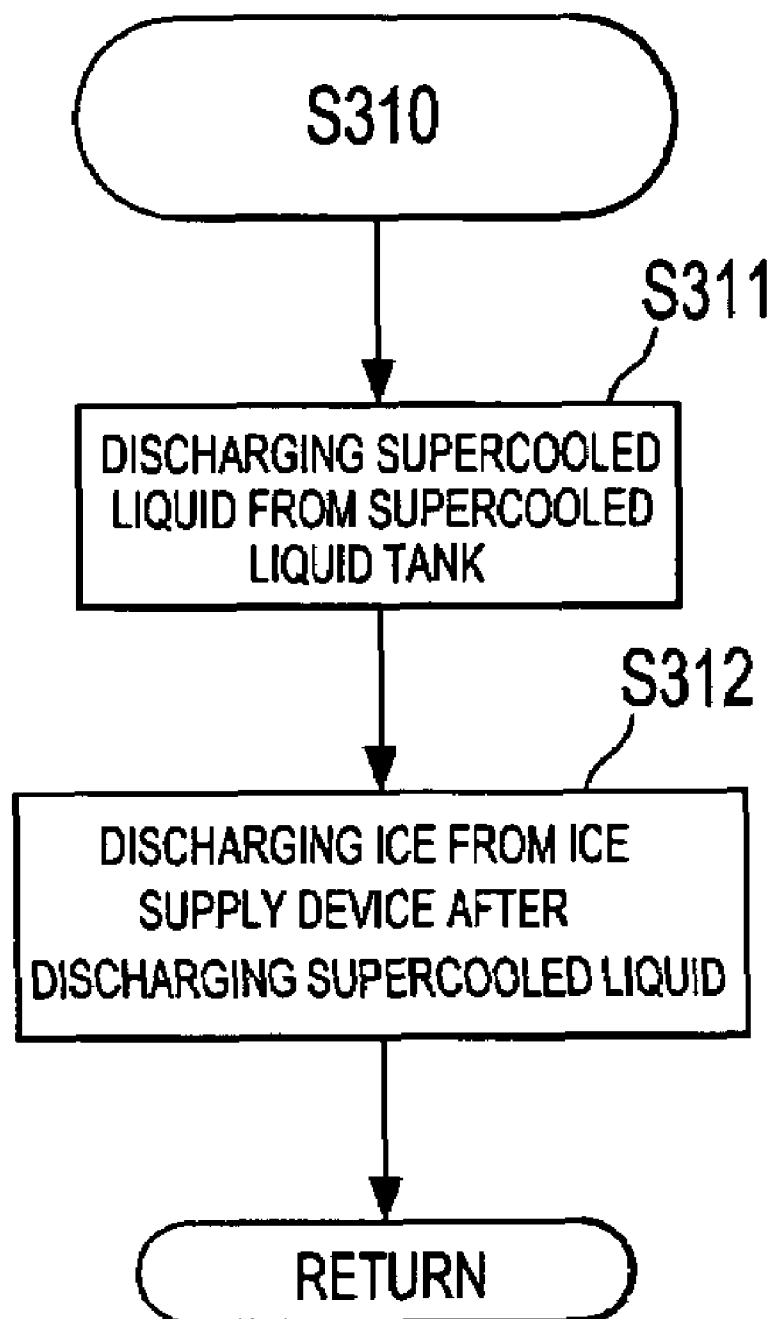 S310
S311
DISCHARGING SUPERCOOLED
LIQUID FROM SUPERCOOLED
LIQUID TANK
S312
DISCHARGING ICE FROM ICE
SUPPLY DEVICE AFTER
DISCHARGING SUPERCOOLED LIQUID
RETURN